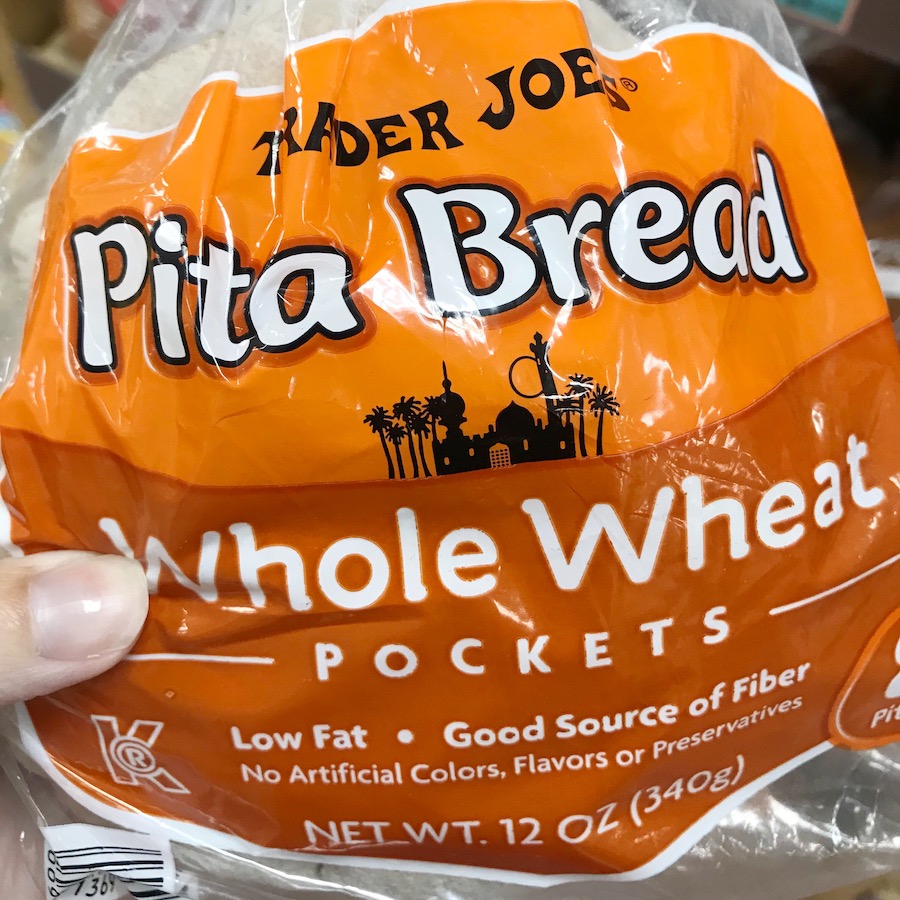 TRADER JOE'S®
Pita Bread
Whole Wheat
POCKETS
Low Fat • Good Source of Fiber
No Artificial Colors, Flavors or Preservatives
K®
NET WT. 12 OZ (340g)